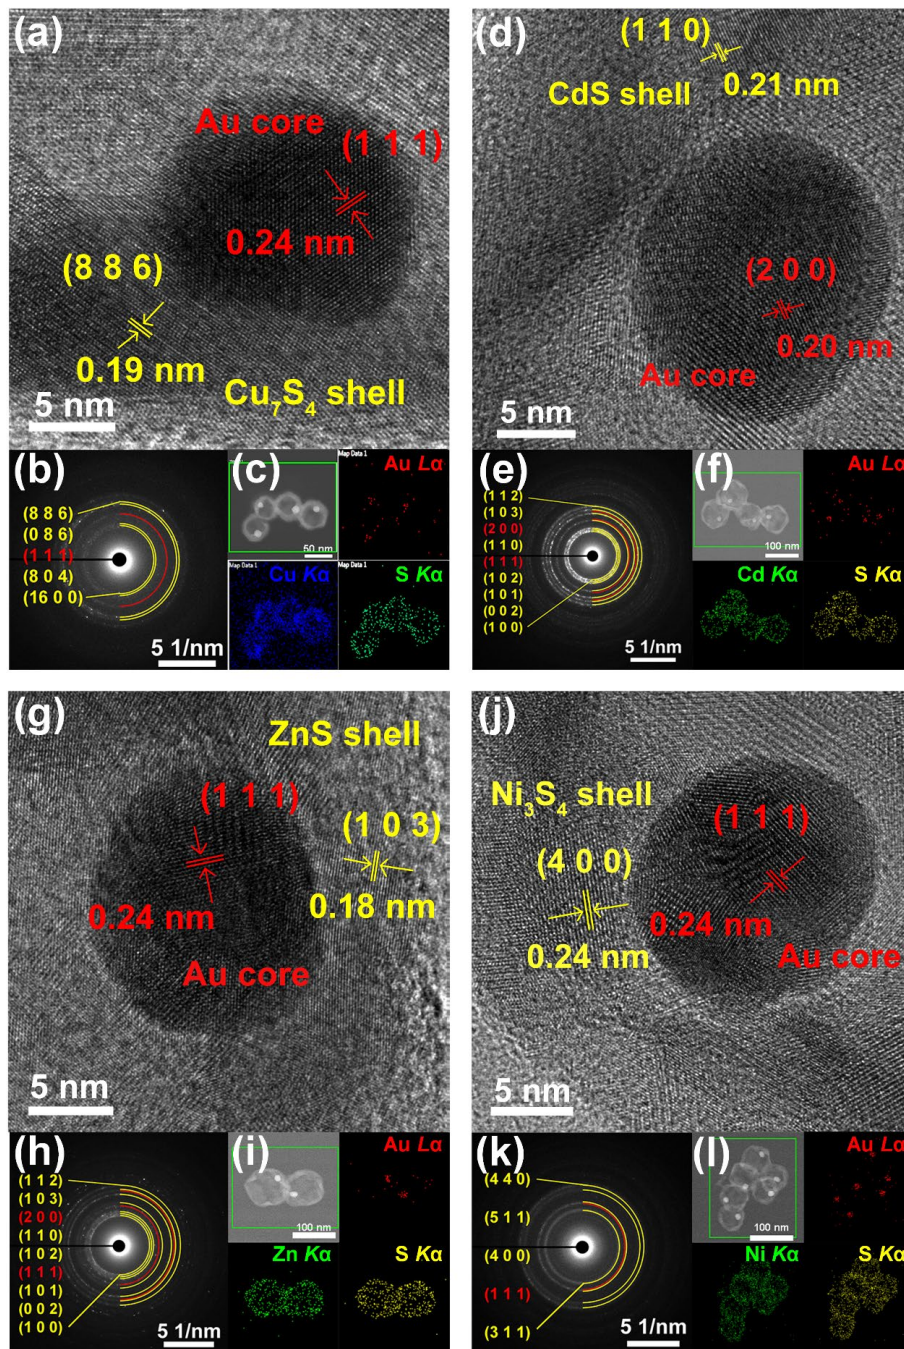 (a)
Au core
(1 1 1)
0.24 nm
(8 8 6)
0.19 nm
Cu7S4 shell
5 nm
(d)
(1 1 0)
0.21 nm
CdS shell
(2 0 0)
0.20 nm
Au core
5 nm
(b)
(8 8 6)
(0 8 6)
(1 1 1)
(8 0 4)
(16 0 0)
5 1/nm
(c)
Map Data 1
50 nm
Au Lα
Map Data 1
Cu Kα
Map Data 1
S Kα
(e)
(1 1 2)
(1 0 3)
(2 0 0)
(1 1 0)
(1 1 1)
(1 0 2)
(1 0 1)
(0 0 2)
(1 0 0)
5 1/nm
(f)
100 nm
Au Lα
Cd Kα
S Kα
(g)
ZnS shell
(1 1 1)
(1 0 3)
0.24 nm
0.18 nm
Au core
5 nm
(j)
Ni3S4 shell
(1 1 1)
(4 0 0)
0.24 nm
0.24 nm
Au core
5 nm
(h)
(1 1 2)
(1 0 3)
(2 0 0)
(1 1 0)
(1 0 2)
(1 1 1)
(1 0 1)
(0 0 2)
(1 0 0)
5 1/nm
(i)
100 nm
Au Lα
Zn Kα
S Kα
(k)
(4 4 0)
(5 1 1)
(4 0 0)
(1 1 1)
(3 1 1)
5 1/nm
(l)
100 nm
Au Lα
Ni Kα
S Kα